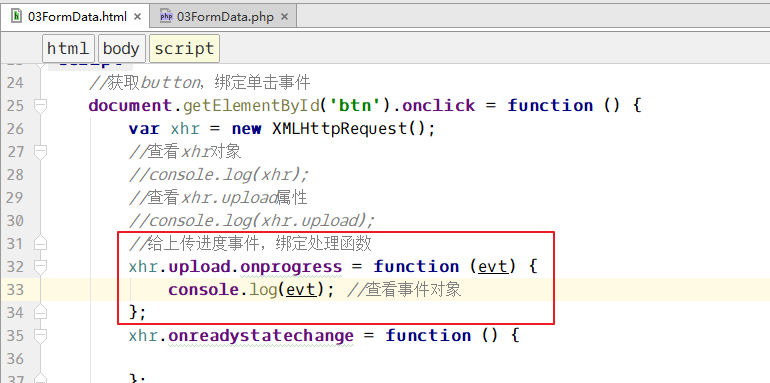 03FormData.html × 03FormData.php ×
html body script
24 //获取button，绑定单击事件
25 document.getElementById('btn').onclick = function () {
26 var xhr = new XMLHttpRequest();
27 //查看xhr对象
28 //console.log(xhr);
29 //查看xhr.upload属性
30 //console.log(xhr.upload);
31 //给上传进度事件，绑定处理函数
32 xhr.upload.onprogress = function (evt) {
33 console.log(evt); //查看事件对象
34 };
35 xhr.onreadystatechange = function () {
36
};